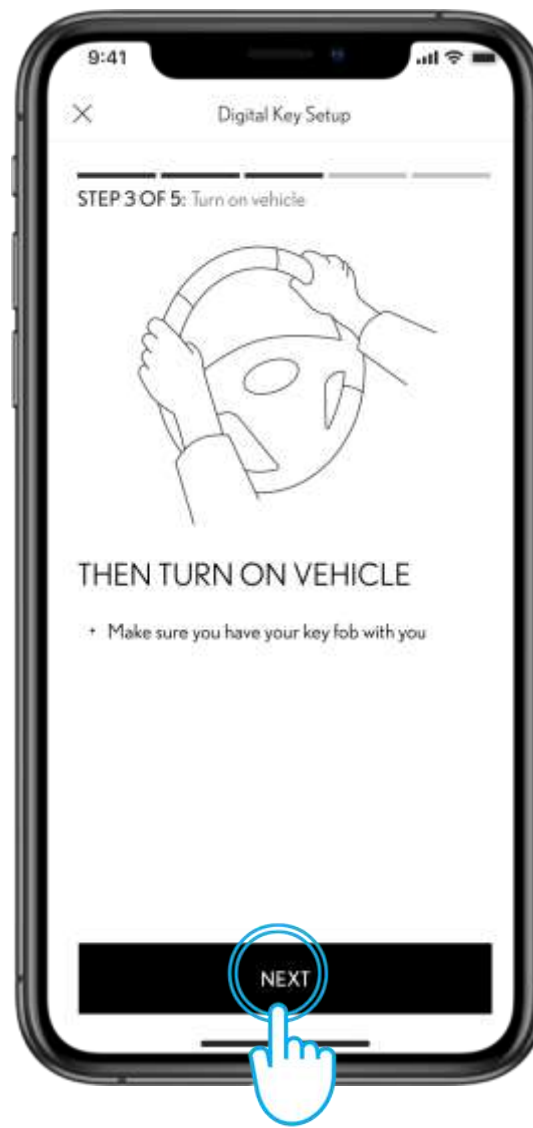 9:41
Digital Key Setup
STEP 3 OF 5: Turn on vehicle
THEN TURN ON VEHICLE
+ Make sure you have your key fob with you
NEXT